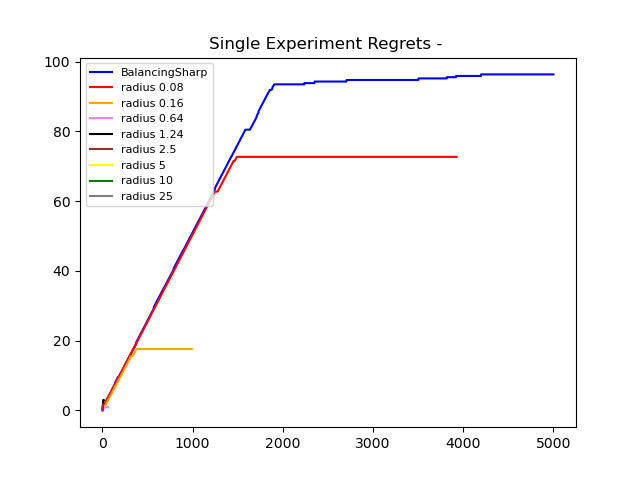 Single Experiment Regrets -
100
80
60
40
20
0
BalancingSharp
radius 0.08
radius 0.16
radius 0.64
radius 1.24
radius 2.5
radius 5
radius 10
radius 25
0 1000 2000 3000 4000 5000